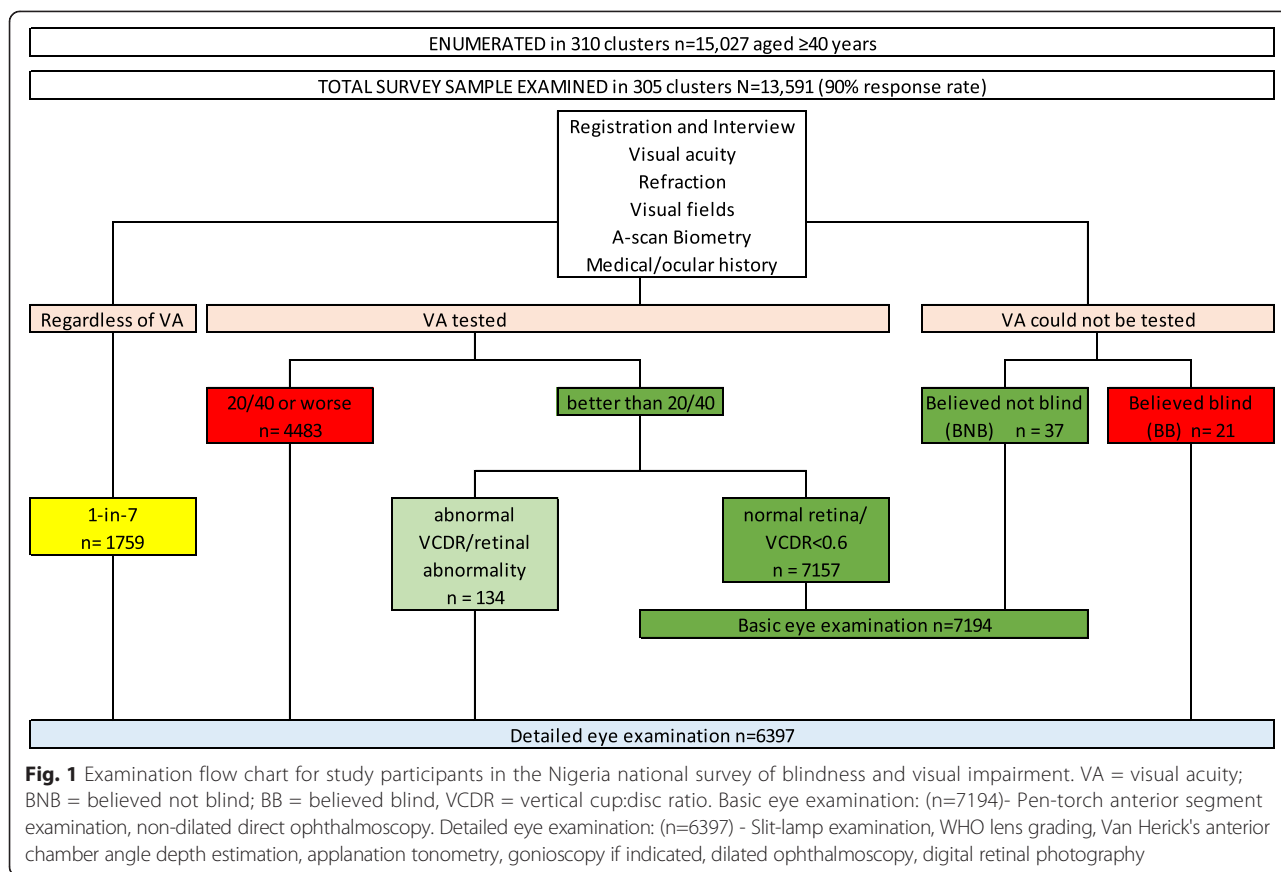 ENUMERATED in 310 clusters n=15,027 aged ≥40 years
TOTAL SURVEY SAMPLE EXAMINED in 305 clusters N=13,591 (90% response rate)
Registration and Interview
Visual acuity
Refraction
Visual fields
A-scan Biometry
Medical/ocular history
Regardless of VA
VA tested
VA could not be tested
20/40 or worse
n= 4483
better than 20/40
Believed not blind
(BNB) n = 37
Believed blind
(BB) n= 21
1-in-7
n= 1759
abnormal
VCDR/retinal
abnormality
n = 134
normal retina/
VCDR<0.6
n = 7157
Basic eye examination n=7194
Detailed eye examination n=6397
Fig. 1 Examination flow chart for study participants in the Nigeria national survey of blindness and visual impairment. VA = visual acuity;
BNB = believed not blind; BB = believed blind, VCDR = vertical cup:disc ratio. Basic eye examination: (n=7194)- Pen-torch anterior segment
examination, non-dilated direct ophthalmoscopy. Detailed eye examination: (n=6397) - Slit-lamp examination, WHO lens grading, Van Herick's anterior
chamber angle depth estimation, applanation tonometry, gonioscopy if indicated, dilated ophthalmoscopy, digital retinal photography